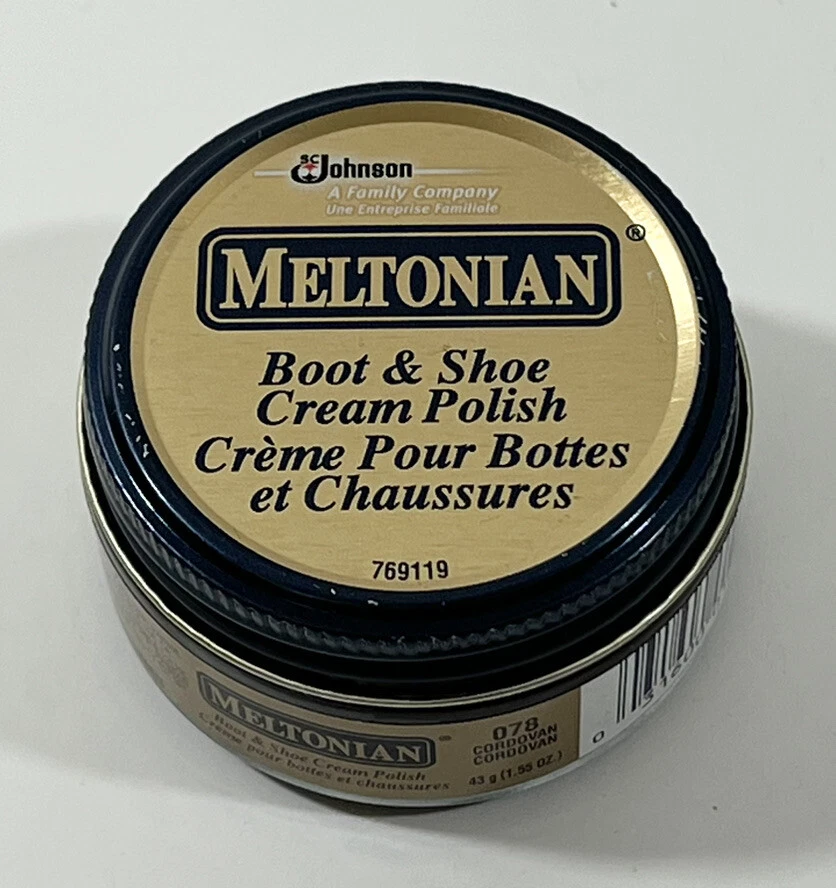 SC Johnson
A Family Company
Une Entreprise Familiale
MELTONIAN®
Boot & Shoe
Cream Polish
Crème Pour Bottes
et Chaussures
769119
MELTONIAN®
Boot & Shoe Cream Polish
Crème pour bottes et chaussures
078
CORDOVAN
CORDOVAN
43 g (1.55 OZ.)
0